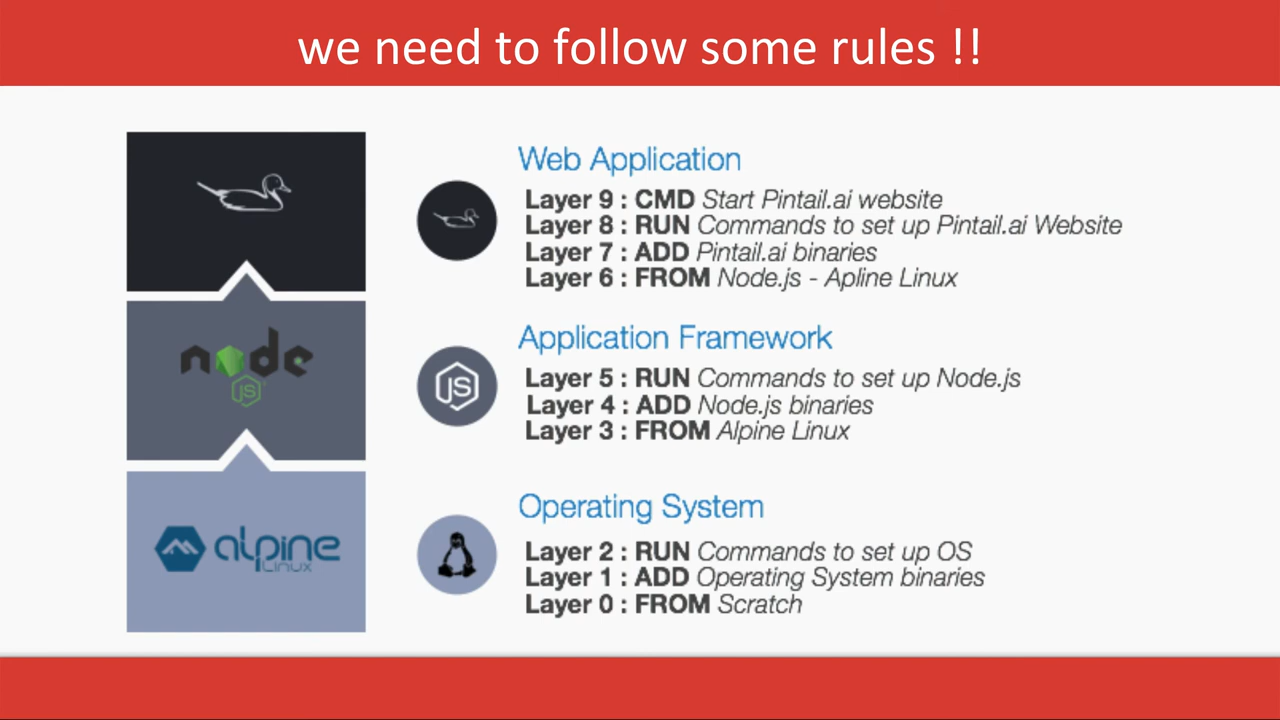 we need to follow some rules !!
Web Application
Layer 9 : CMD Start Pintail.ai website
Layer 8 : RUN Commands to set up Pintail.ai Website
Layer 7 : ADD Pintail.ai binaries
Layer 6 : FROM Node.js - Apline Linux
node
JS
Application Framework
JS
Layer 5 : RUN Commands to set up Node.js
Layer 4 : ADD Node.js binaries
Layer 3 : FROM Alpine Linux
alpine
Linux
Operating System
Layer 2 : RUN Commands to set up OS
Layer 1 : ADD Operating System binaries
Layer 0 : FROM Scratch